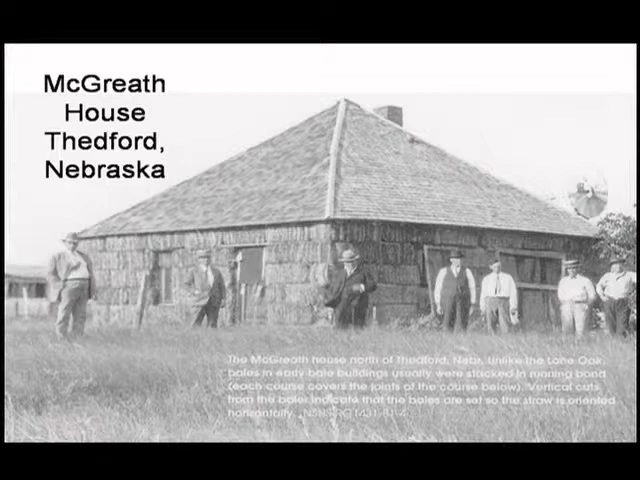 McGreath
House
Thedford,
Nebraska
The McGreath house north of Thedford, Nebr. Unlike the Lone Oak,
bales in early bale buildings usually were stacked in running bond
(each course covers the joints of the course below). Vertical cuts
from the baler indicate that the bales are set so the straw is oriented
horizontally.